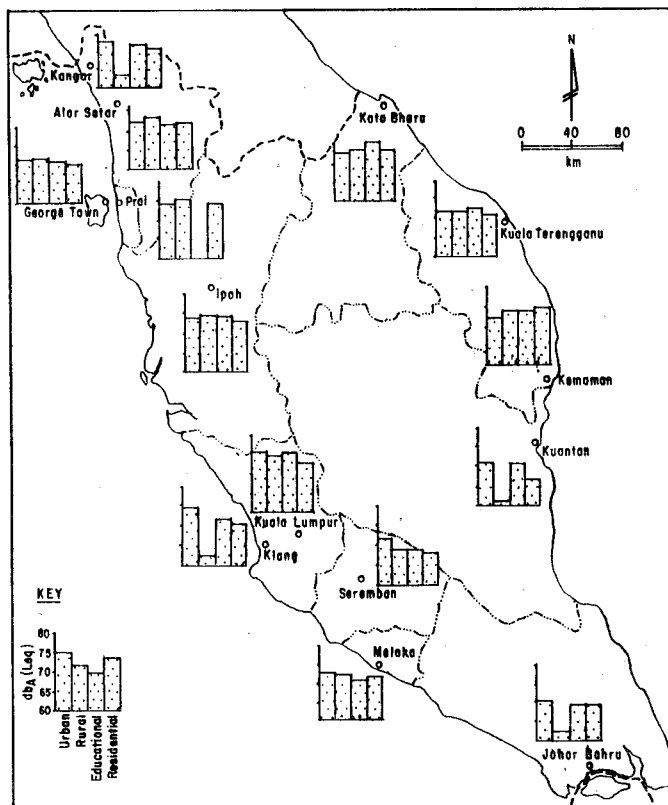 N
Kangar
Alor Setar
Kota Bharu
0 40 80
km
George Town
Prai
Kuala Terengganu
Ipoh
Kemaman
Kuantan
Kuala Lumpur
Klang
Seremban
KEY
80
75
70
65
60
dbA (Leq)
Urban
Rural
Educational
Residential
Melaka
Johor Bahru